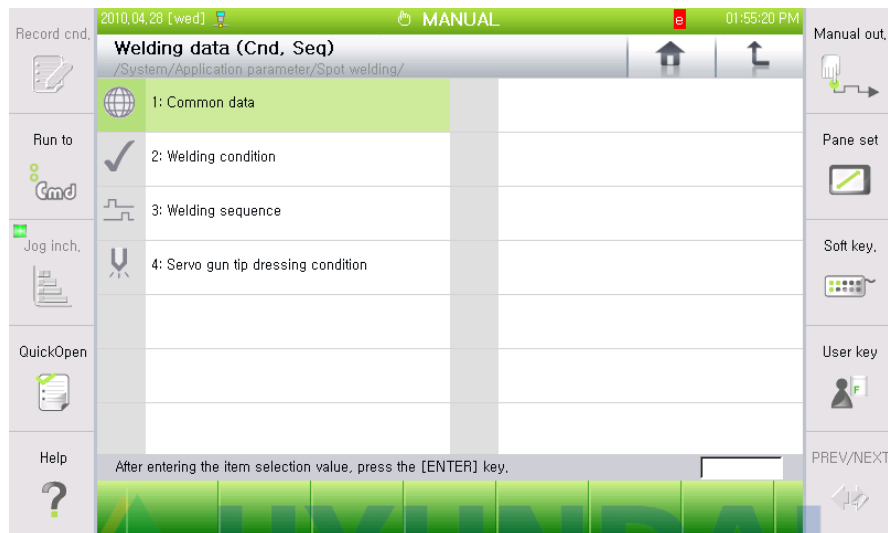 Record cnd,
Run to
Cmd
Jog inch,
QuickOpen
Help
?
2010,04,28 [wed]
MANUAL
e
01:55:20 PM
Welding data (Cnd, Seq)
/System/Application parameter/Spot welding/
1: Common data
2: Welding condition
3: Welding sequence
4: Servo gun tip dressing condition
After entering the item selection value, press the [ENTER] key,
HYUNDAI
Manual out,
Pane set
Soft key,
User key
F
PREV/NEXT